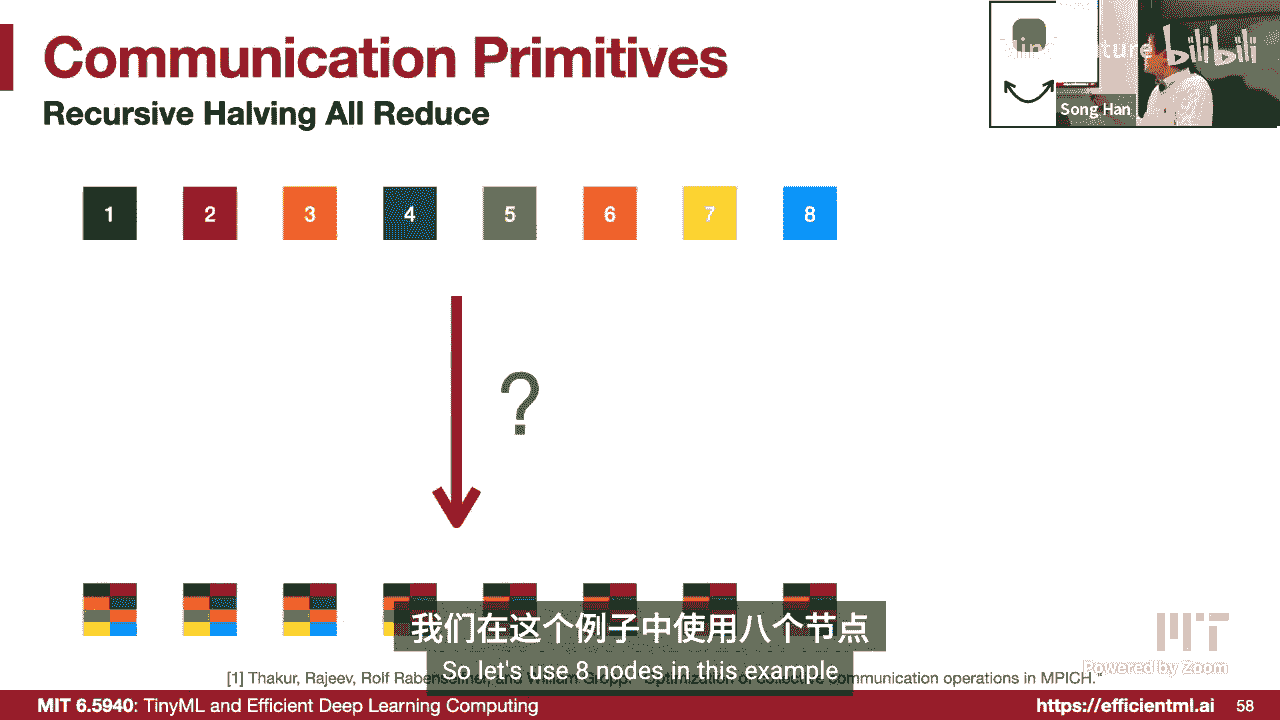 Communication Primitives
Recursive Halving All Reduce
bilibili
Song Han
1 2 3 4 5 6 7 8
?
我们在这个例子中使用八个节点
So let's use 8 nodes in this example
[1] Thakur, Rajeev, Rolf communication operations in MPICH."
MIT
Powered by Zoom
MIT 6.5940: TinyML and Efficient Deep Learning Computing
https://efficientml.ai 58